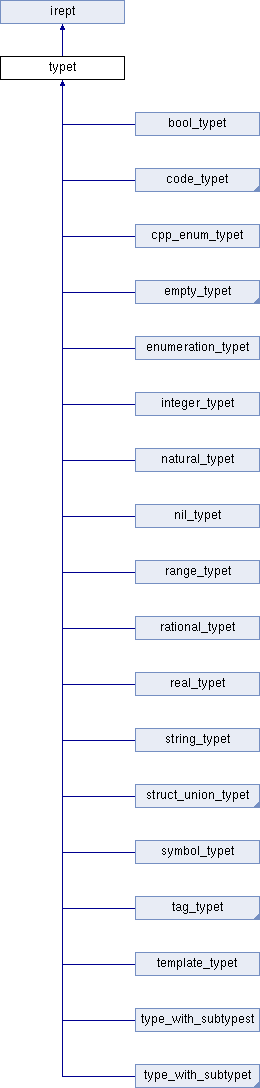 irept
typet
bool_typet
code_typet
cpp_enum_typet
empty_typet
enumeration_typet
integer_typet
natural_typet
nil_typet
range_typet
rational_typet
real_typet
string_typet
struct_union_typet
symbol_typet
tag_typet
template_typet
type_with_subtypest
type_with_subtypet